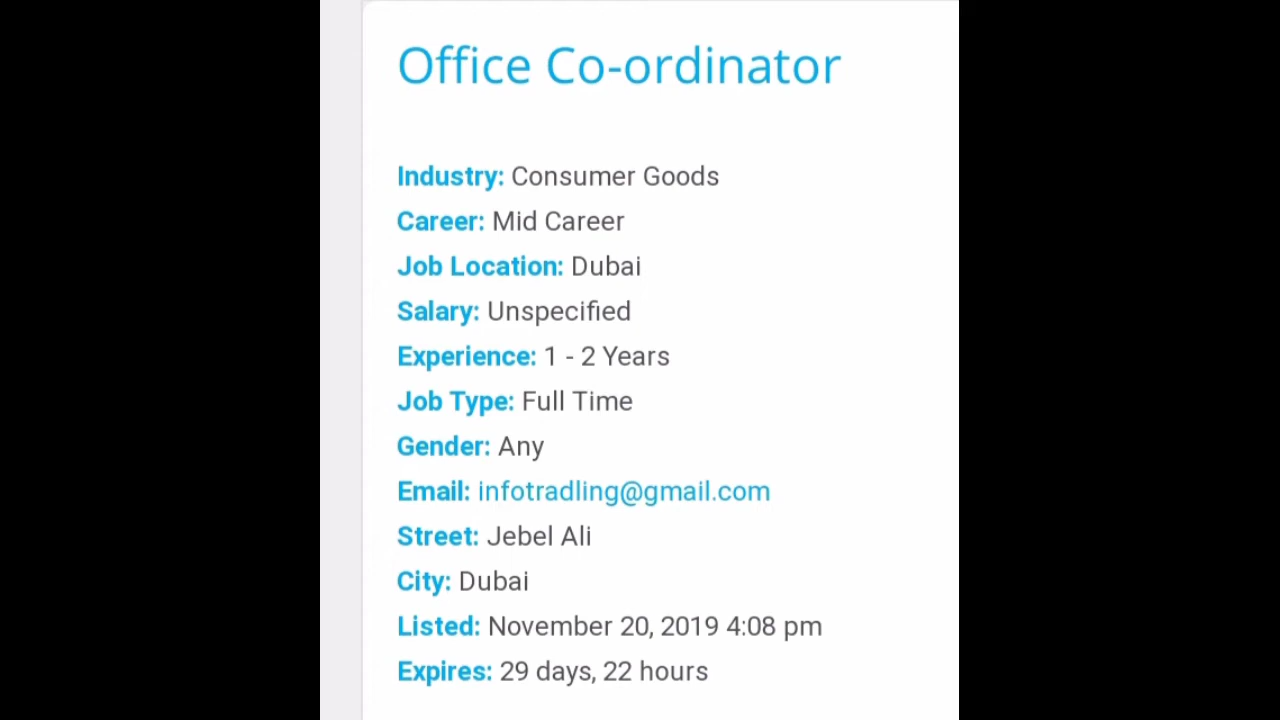 Office Co-ordinator
Industry: Consumer Goods
Career: Mid Career
Job Location: Dubai
Salary: Unspecified
Experience: 1 - 2 Years
Job Type: Full Time
Gender: Any
Email: infotradling@gmail.com
Street: Jebel Ali
City: Dubai
Listed: November 20, 2019 4:08 pm
Expires: 29 days, 22 hours